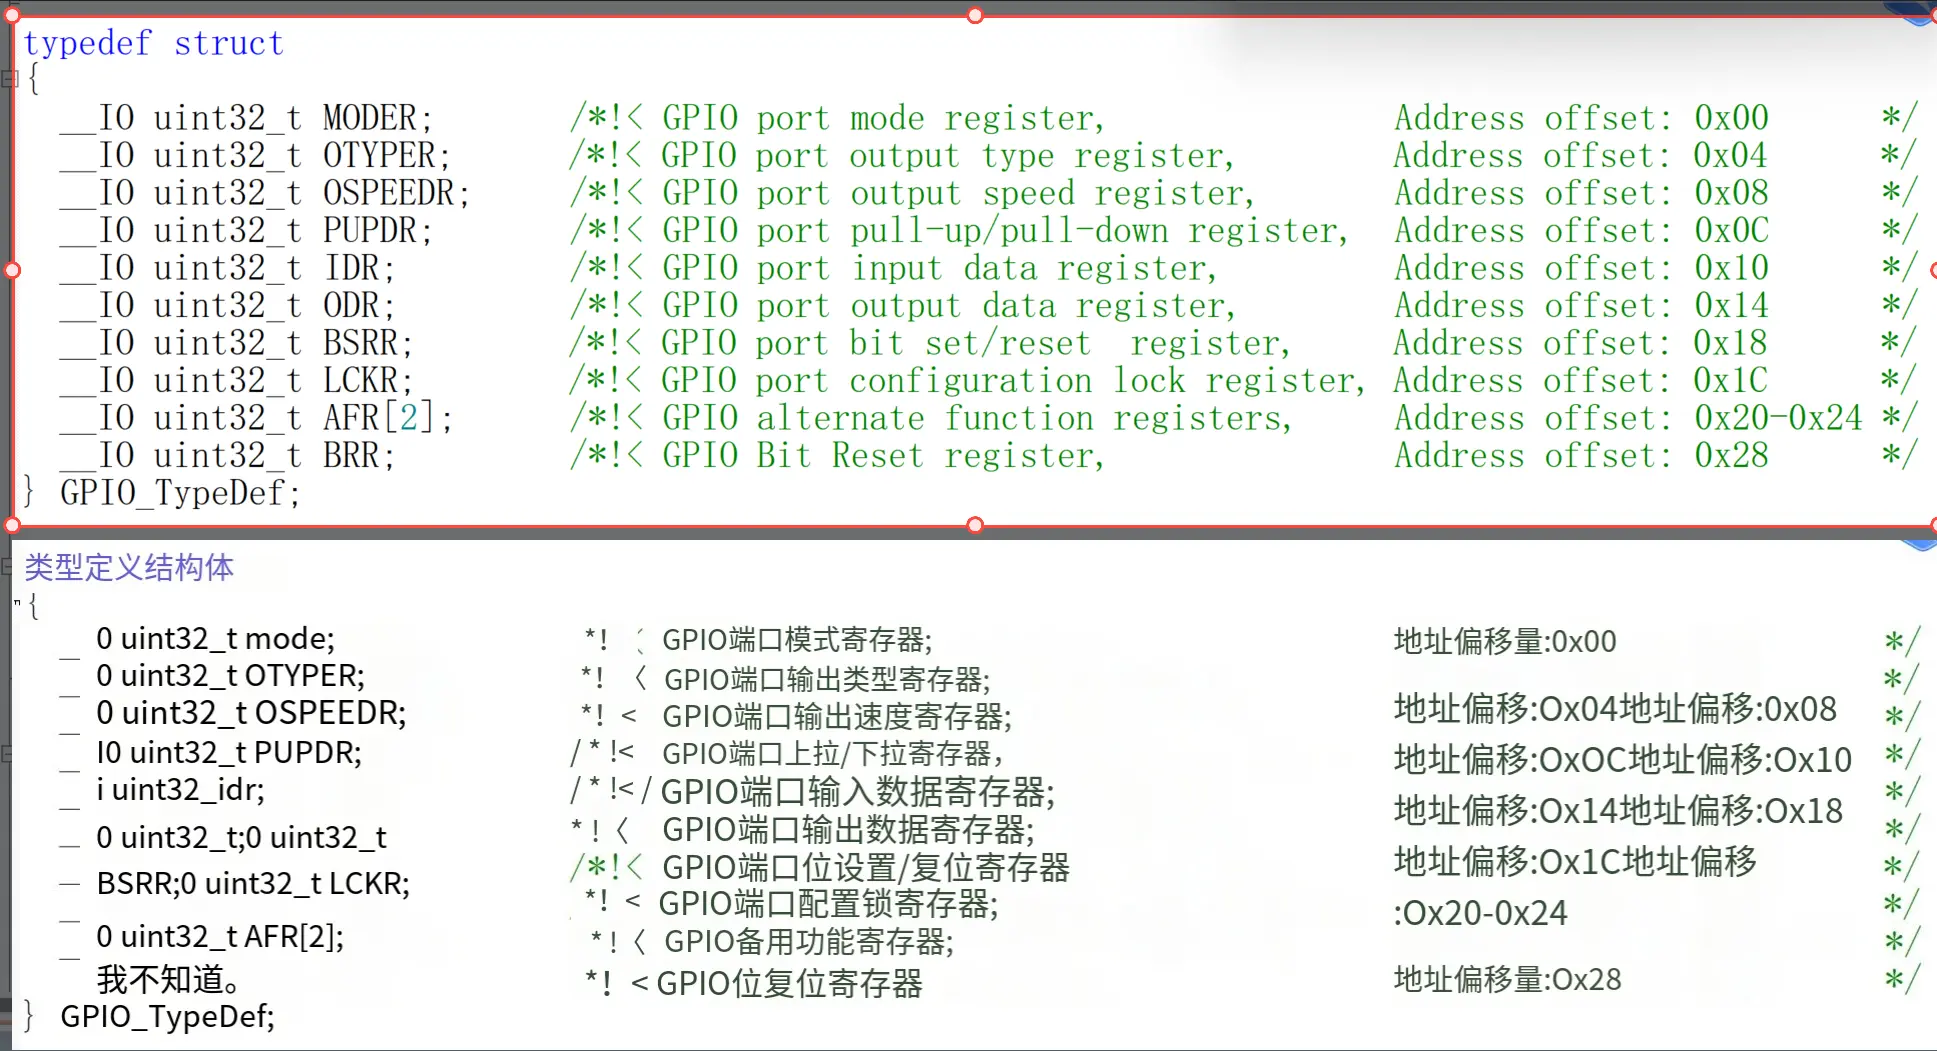 typedef struct
{
__IO uint32_t MODER; /*!< GPIO port mode register, Address offset: 0x00 */
__IO uint32_t OTYPER; /*!< GPIO port output type register, Address offset: 0x04 */
__IO uint32_t OSPEEDR; /*!< GPIO port output speed register, Address offset: 0x08 */
__IO uint32_t PUPDR; /*!< GPIO port pull-up/pull-down register, Address offset: 0x0C */
__IO uint32_t IDR; /*!< GPIO port input data register, Address offset: 0x10 */
__IO uint32_t ODR; /*!< GPIO port output data register, Address offset: 0x14 */
__IO uint32_t BSRR; /*!< GPIO port bit set/reset register, Address offset: 0x18 */
__IO uint32_t LCKR; /*!< GPIO port configuration lock register, Address offset: 0x1C */
__IO uint32_t AFR[2]; /*!< GPIO alternate function registers, Address offset: 0x20-0x24 */
__IO uint32_t BRR; /*!< GPIO Bit Reset register, Address offset: 0x28 */
} GPIO_TypeDef;
类型定义结构体
{
_ 0 uint32_t mode; *! 〈 GPIO端口模式寄存器; 地址偏移量:0x00 */
_ 0 uint32_t OTYPER; *! 〈 GPIO端口输出类型寄存器; */
_ 0 uint32_t OSPEEDR; *! < GPIO端口输出速度寄存器; 地址偏移:Ox04地址偏移:0x08 */
_ I0 uint32_t PUPDR; /*!< GPIO端口上拉/下拉寄存器， 地址偏移:OxOC地址偏移:Ox10 */
_ i uint32_idr; /*!</ GPIO端口输入数据寄存器; 地址偏移:Ox14地址偏移:Ox18 */
_ 0 uint32_t;0 uint32_t *!〈 GPIO端口输出数据寄存器; */
_ BSRR;0 uint32_t LCKR; /*!< GPIO端口位设置/复位寄存器 地址偏移:Ox1C地址偏移 */
_ *! < GPIO端口配置锁寄存器; :Ox20-0x24 */
_ 0 uint32_t AFR[2]; *!〈 GPIO备用功能寄存器; */
我不知道。 *! < GPIO位复位寄存器 地址偏移量:Ox28 */
} GPIO_TypeDef;